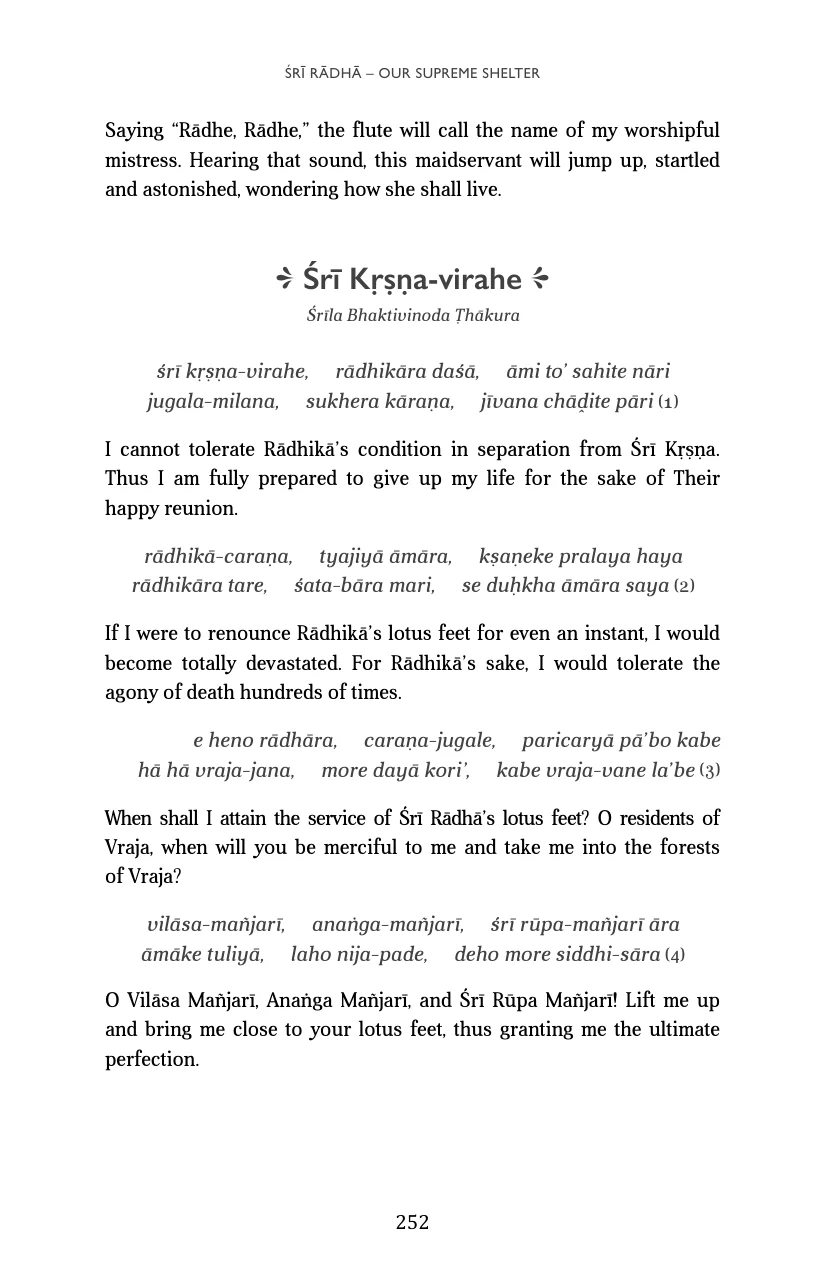 ŚRĪ RĀDHĀ – OUR SUPREME SHELTER
Saying “Rādhe, Rādhe,” the flute will call the name of my worshipful
mistress. Hearing that sound, this maidservant will jump up, startled
and astonished, wondering how she shall live.
Śrī Kṛṣṇa-virahe
Śrīla Bhaktivinoda Ṭhākura
śrī kṛṣṇa-virahe, rādhikāra daśā, āmi to’ sahite nāri
jugala-milana, sukhera kāraṇa, jīvana chāḓite pāri (1)
I cannot tolerate Rādhikā’s condition in separation from Śrī Kṛṣṇa.
Thus I am fully prepared to give up my life for the sake of Their
happy reunion.
rādhikā-caraṇa, tyajiyā āmāra, kṣaṇeke pralaya haya
rādhikāra tare, śata-bāra mari, se duḥkha āmāra saya (2)
If I were to renounce Rādhikā’s lotus feet for even an instant, I would
become totally devastated. For Rādhikā’s sake, I would tolerate the
agony of death hundreds of times.
e heno rādhāra, caraṇa-jugale, paricaryā pā’bo kabe
hā hā vraja-jana, more dayā kori’, kabe vraja-vane la’be (3)
When shall I attain the service of Śrī Rādhā’s lotus feet? O residents of
Vraja, when will you be merciful to me and take me into the forests
of Vraja?
vilāsa-mañjarī, anaṅga-mañjarī, śrī rūpa-mañjarī āra
āmāke tuliyā, laho nija-pade, deho more siddhi-sāra (4)
O Vilāsa Mañjarī, Anaṅga Mañjarī, and Śrī Rūpa Mañjarī! Lift me up
and bring me close to your lotus feet, thus granting me the ultimate
perfection.
252